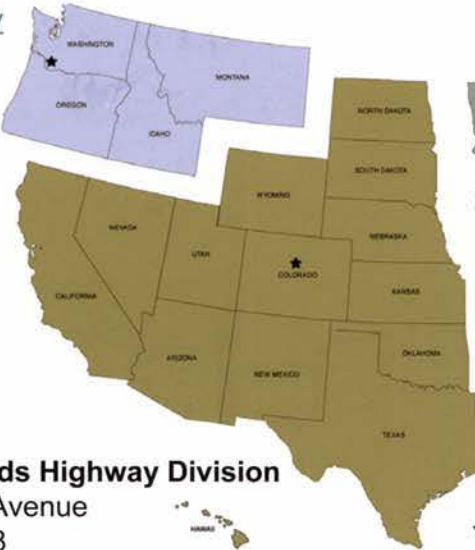 WASHINGTON
MONTANA
OREGON
IDAHO
NORTH DAKOTA
SOUTH DAKOTA
WYOMING
NEBRASKA
NEVADA
UTAH
COLORADO
KANSAS
CALIFORNIA
ARIZONA
NEW MEXICO
OKLAHOMA
TEXAS
HAWAII
ds Highway Division
Avenue
3